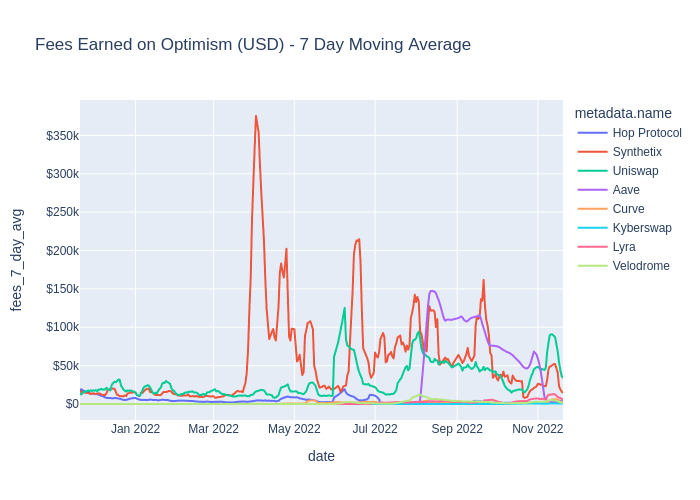 Fees Earned on Optimism (USD) - 7 Day Moving Average
metadata.name
Hop Protocol
Synthetix
Uniswap
Aave
Curve
Kyberswap
Lyra
Velodrome
fees_7_day_avg
$350k
$300k
$250k
$200k
$150k
$100k
$50k
$0
Jan 2022
Mar 2022
May 2022
Jul 2022
Sep 2022
Nov 2022
date